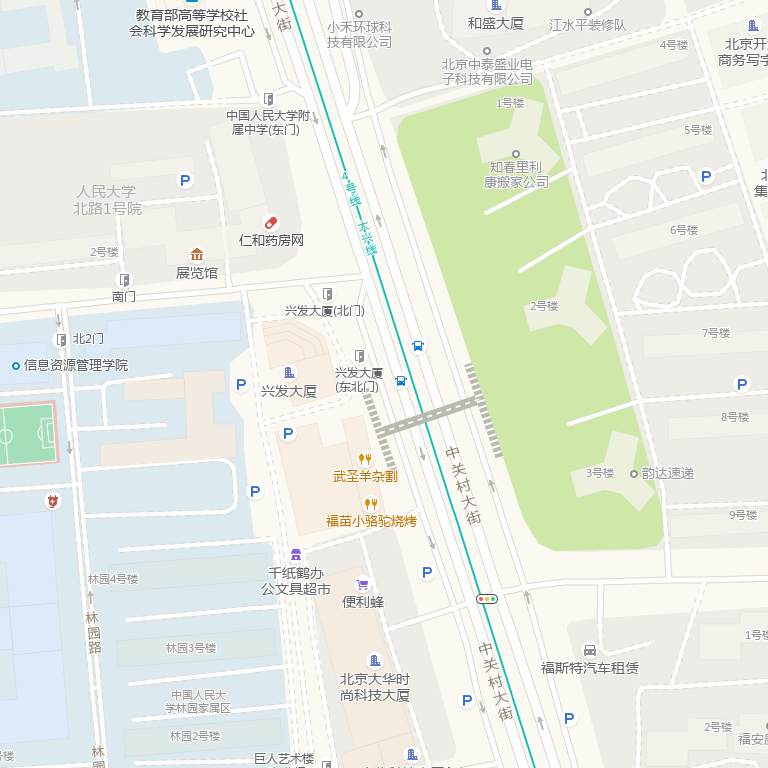 教育部高等学校社
会科学发展研究中心
大街
小禾环球科
技有限公司
和盛大厦
江水平装修队
4号楼
商务写字
北京中泰盛业电
子科技有限公司
1号楼
中国人民大学附
属中学(东门)
5号楼
知春里利
康搬家公司
P
P
4号线
大兴线
人民大学
北路1号院
仁和药房网
6号楼
2号楼
展览馆
南门
兴发大厦(北门)
2号楼
北2门
7号楼
信息资源管理学院
兴发大厦
(东北门)
兴发大厦
P
P
P
8号楼
中关村大街
武圣羊杂割
3号楼
韵达速递
P
福苗小骆驼烧烤
9号楼
千纸鹤办
公文具超市
P
林园4号楼
便利蜂
林园路
林园3号楼
1号
福斯特汽车租赁
中关村大街
北京大华时
尚科技大厦
中国人民大
学林园家属区
P
P
林园2号楼
2号楼
福安
号楼
林园
巨人艺术楼